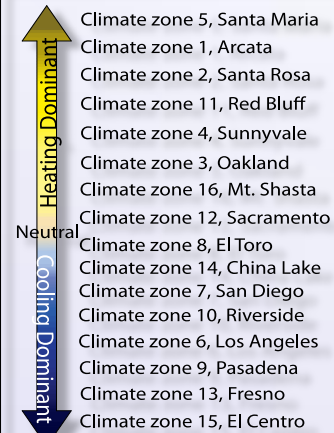 Climate zone 5, Santa Maria
Climate zone 1, Arcata
Climate zone 2, Santa Rosa
Climate zone 11, Red Bluff
Climate zone 4, Sunnyvale
Climate zone 3, Oakland
Climate zone 16, Mt. Shasta
Climate zone 12, Sacramento
Climate zone 8, El Toro
Climate zone 14, China Lake
Climate zone 7, San Diego
Climate zone 10, Riverside
Climate zone 6, Los Angeles
Climate zone 9, Pasadena
Climate zone 13, Fresno
Climate zone 15, El Centro
Heating Dominant
Neutral
Cooling Dominant